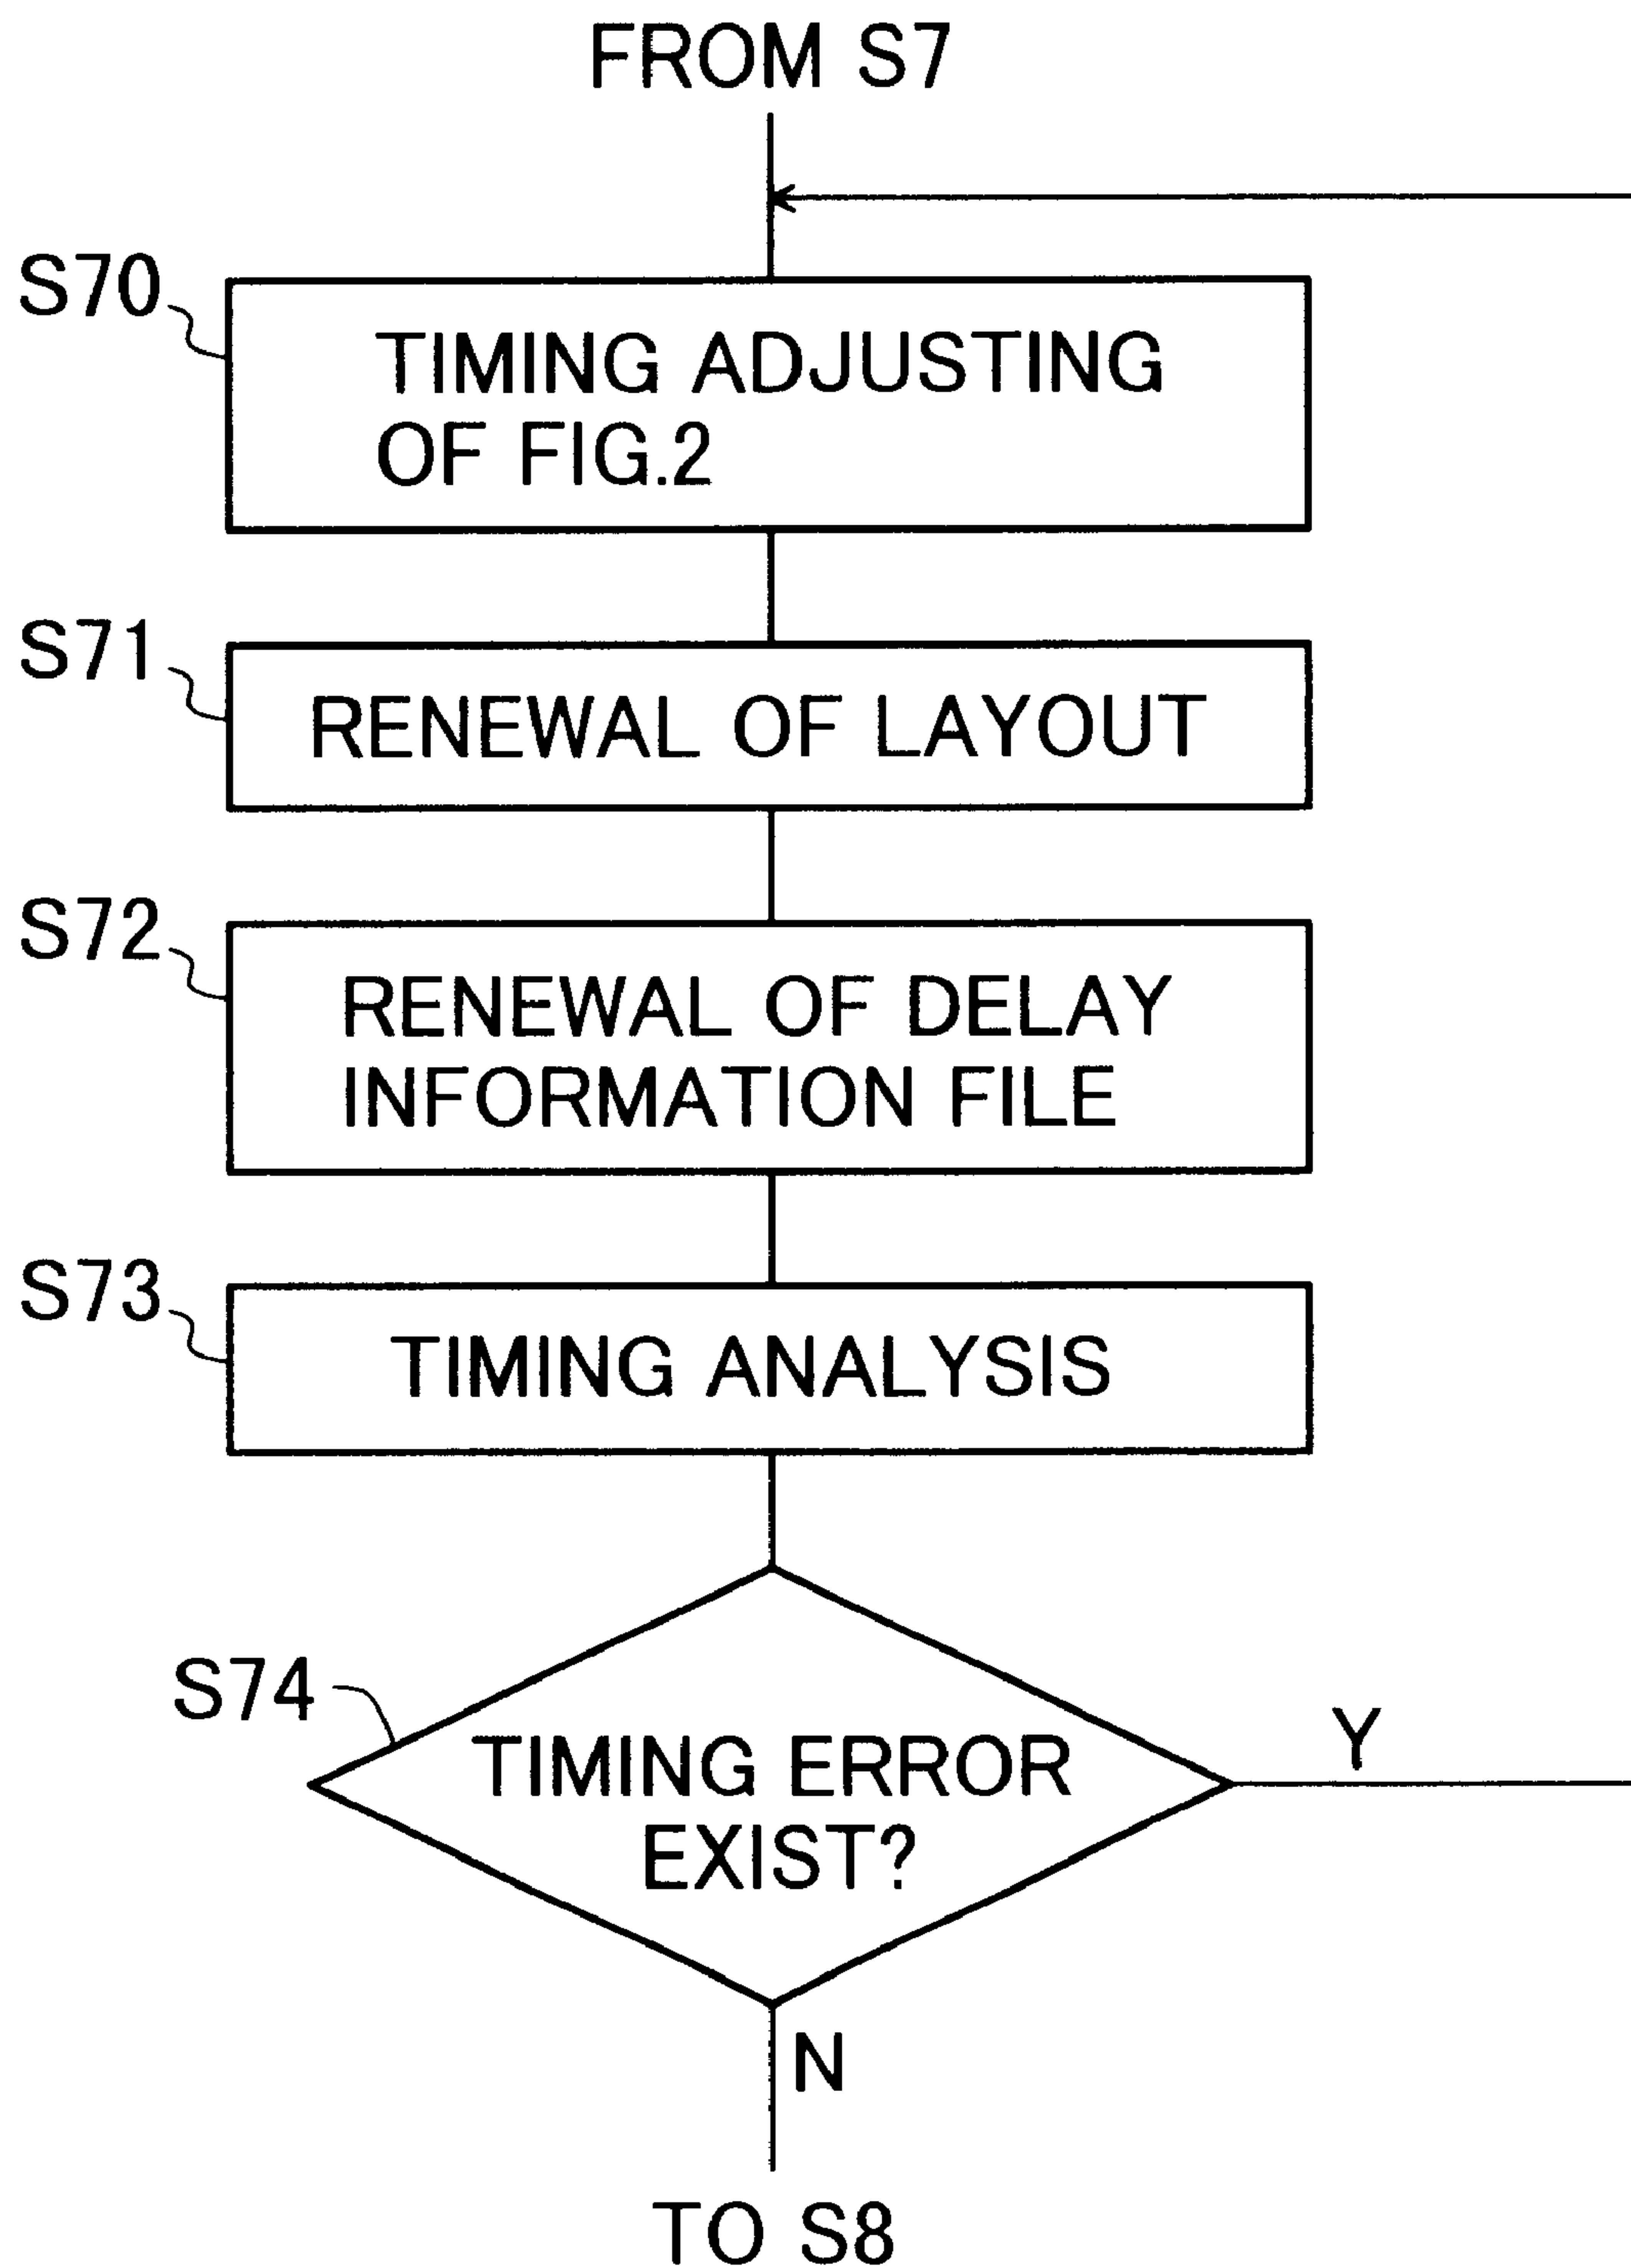 FROM S7
S70
TIMING ADJUSTING
OF FIG.2
S71
RENEWAL OF LAYOUT
S72
RENEWAL OF DELAY
INFORMATION FILE
S73
TIMING ANALYSIS
S74
TIMING ERROR
EXIST?
Y
N
TO S8